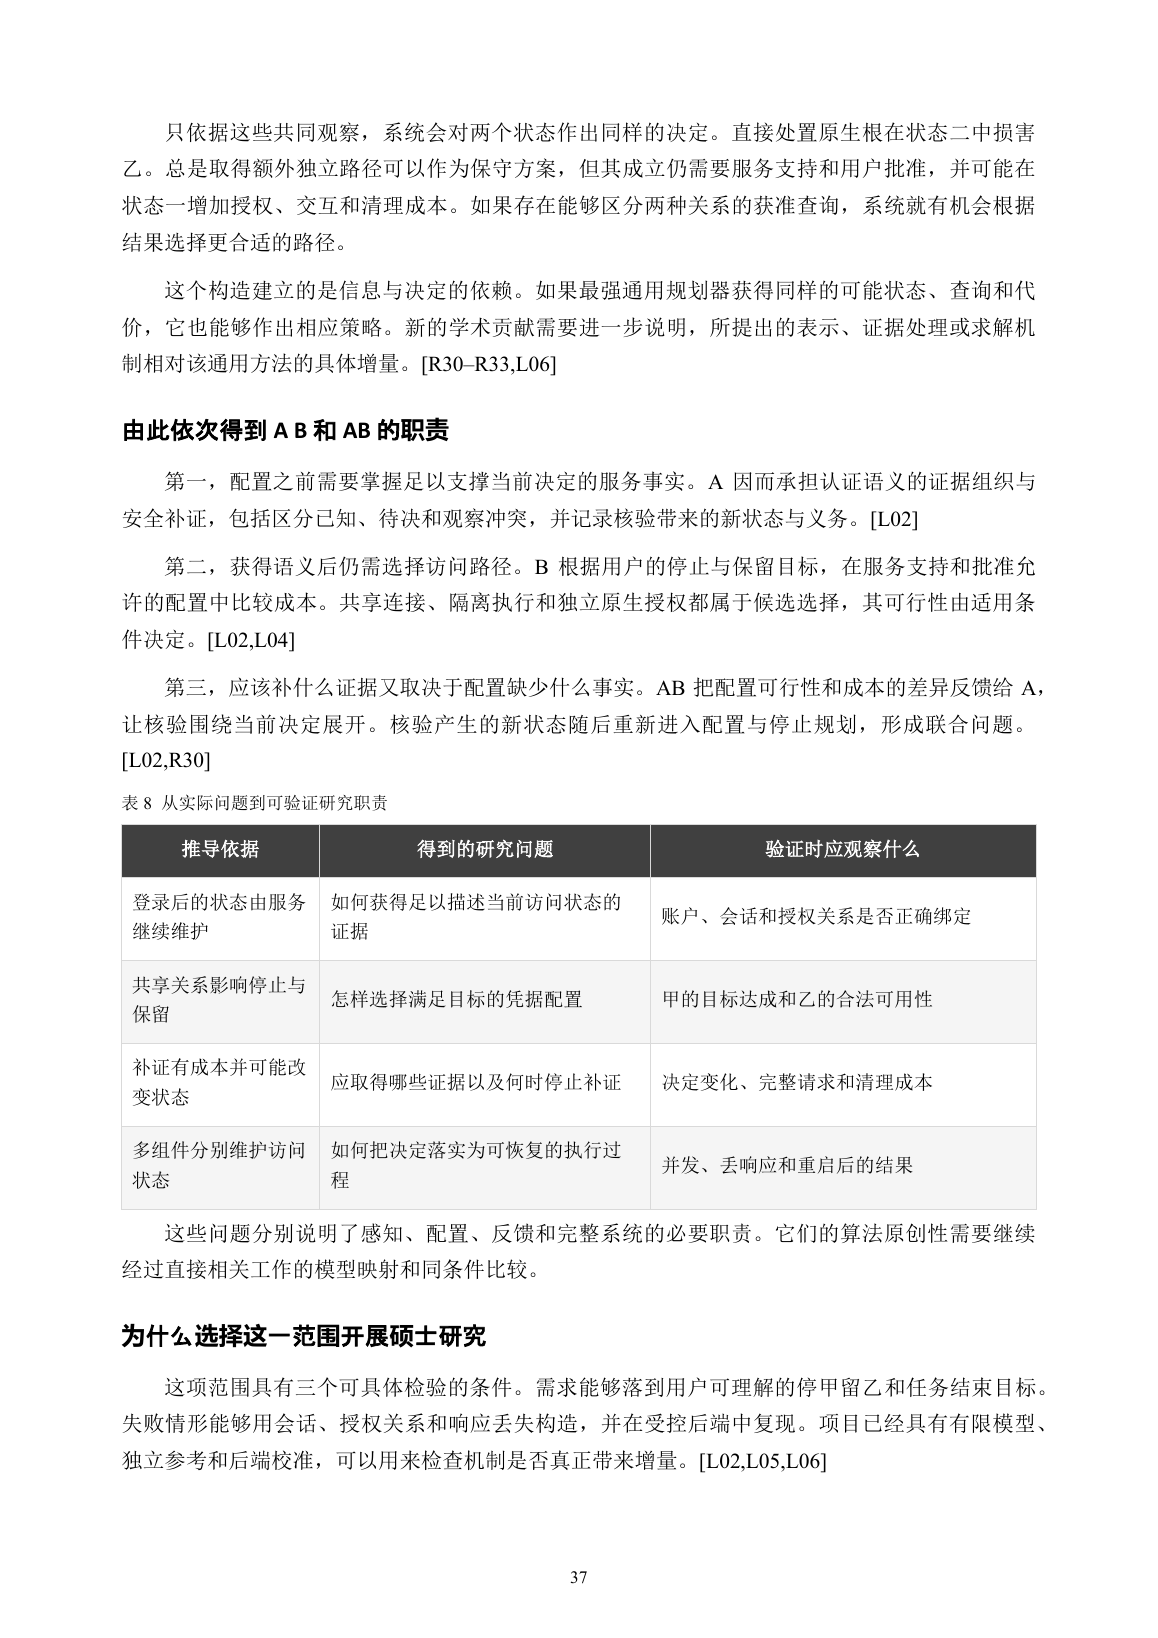 只依据这些共同观察，系统会对两个状态作出同样的决定。直接处置原生根在状态二中损害
乙。总是取得额外独立路径可以作为保守方案，但其成立仍需要服务支持和用户批准，并可能在
状态一增加授权、交互和清理成本。如果存在能够区分两种关系的获准查询，系统就有机会根据
结果选择更合适的路径。
这个构造建立的是信息与决定的依赖。如果最强通用规划器获得同样的可能状态、查询和代
价，它也能够作出相应策略。新的学术贡献需要进一步说明，所提出的表示、证据处理或求解机
制相对该通用方法的具体增量。[R30–R33,L06]
由此依次得到 A B 和 AB 的职责
第一，配置之前需要掌握足以支撑当前决定的服务事实。A 因而承担认证语义的证据组织与
安全补证，包括区分已知、待决和观察冲突，并记录核验带来的新状态与义务。[L02]
第二，获得语义后仍需选择访问路径。B 根据用户的停止与保留目标，在服务支持和批准允
许的配置中比较成本。共享连接、隔离执行和独立原生授权都属于候选选择，其可行性由适用条
件决定。[L02,L04]
第三，应该补什么证据又取决于配置缺少什么事实。AB 把配置可行性和成本的差异反馈给 A，
让核验围绕当前决定展开。核验产生的新状态随后重新进入配置与停止规划，形成联合问题。
[L02,R30]
表 8 从实际问题到可验证研究职责
推导依据
得到的研究问题
验证时应观察什么
登录后的状态由服务
继续维护
如何获得足以描述当前访问状态的
证据
账户、会话和授权关系是否正确绑定
共享关系影响停止与
保留
怎样选择满足目标的凭据配置
甲的目标达成和乙的合法可用性
补证有成本并可能改
变状态
应取得哪些证据以及何时停止补证
决定变化、完整请求和清理成本
多组件分别维护访问
状态
如何把决定落实为可恢复的执行过
程
并发、丢响应和重启后的结果
这些问题分别说明了感知、配置、反馈和完整系统的必要职责。它们的算法原创性需要继续
经过直接相关工作的模型映射和同条件比较。
为什么选择这一范围开展硕士研究
这项范围具有三个可具体检验的条件。需求能够落到用户可理解的停甲留乙和任务结束目标。
失败情形能够用会话、授权关系和响应丢失构造，并在受控后端中复现。项目已经具有有限模型、
独立参考和后端校准，可以用来检查机制是否真正带来增量。[L02,L05,L06]
37